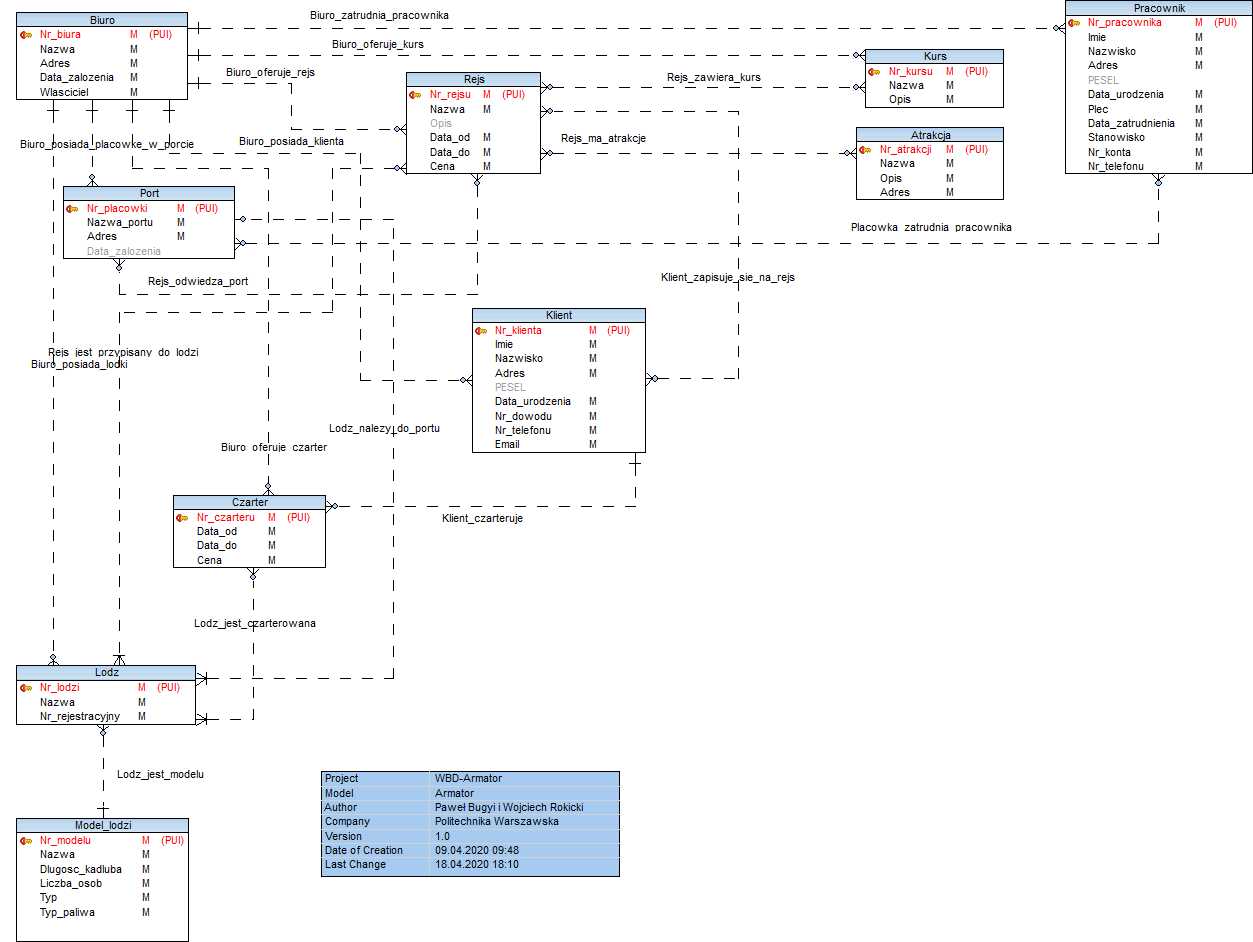 Biuro
Nr_biura M (PUI)
Nazwa M
Adres M
Data_zalozenia M
Wlasciciel M
Biuro_zatrudnia_pracownika
Biuro_oferuje_kurs
Biuro_oferuje_rejs
Pracownik
Nr_pracownika M (PUI)
Imie M
Nazwisko M
Adres M
PESEL
Data_urodzenia M
Plec M
Data_zatrudnienia M
Stanowisko M
Nr_konta M
Nr_telefonu M
Kurs
Nr_kursu M (PUI)
Nazwa M
Opis M
Rejs
Nr_rejsu M (PUI)
Nazwa M
Opis
Data_od M
Data_do M
Cena M
Rejs_zawiera_kurs
Rejs_ma_atrakcje
Atrakcja
Nr_atrakcji M (PUI)
Nazwa M
Opis M
Adres M
Biuro_posiada_placowke_w_porcie
Biuro_posiada_klienta
Port
Nr_placowki M (PUI)
Nazwa_portu M
Adres M
Data_zalozenia
Placowka_zatrudnia_pracownika
Rejs_odwiedza_port
Klient_zapisuje_sie_na_rejs
Klient
Nr_klienta M (PUI)
Imie M
Nazwisko M
Adres M
PESEL
Data_urodzenia M
Nr_dowodu M
Nr_telefonu M
Email M
Rejs_jest_przypisany_do_lodzi
Biuro_posiada_lodki
Lodz_nalezy_do_portu
Biuro_oferuje_czarter
Czarter
Nr_czarteru M (PUI)
Data_od M
Data_do M
Cena M
Klient_czarteruje
Lodz_jest_czarterowana
Lodz
Nr_lodzi M (PUI)
Nazwa M
Nr_rejestracyjny M
Lodz_jest_modelu
Model_lodzi
Nr_modelu M (PUI)
Nazwa M
Dlugosc_kadluba M
Liczba_osob M
Typ M
Typ_paliwa M
Project WBD-Armator
Model Armator
Author Paweł Bugyi i Wojciech Rokicki
Company Politechnika Warszawska
Version 1.0
Date of Creation 09.04.2020 09:48
Last Change 18.04.2020 18:10